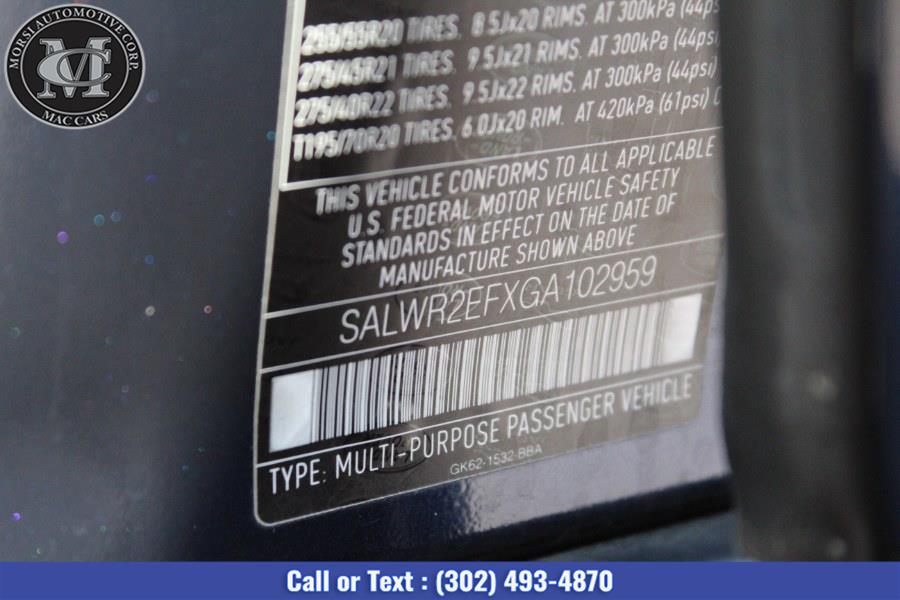 MORSI AUTOMOTIVE CORP.
MC
MAC CARS
255/55R20 TIRES. 8.5Jx20 RIMS. AT 300kPa (44ps
275/45R21 TIRES. 9.5Jx21 RIMS. AT 300kPa (44psi
275/40R22 TIRES. 9.5Jx22 RIMS. AT 300kPa (44psi)
T195/70R20 TIRES. 6.0Jx20 RIM. AT 420kPa (61psi)
THIS VEHICLE CONFORMS TO ALL APPLICABLE
U.S. FEDERAL MOTOR VEHICLE SAFETY
STANDARDS IN EFFECT ON THE DATE OF
MANUFACTURE SHOWN ABOVE
SALWR2EFXGA102959
TYPE: MULTI-PURPOSE PASSENGER VEHICLE
GK62-1532-BBA
Call or Text : (302) 493-4870